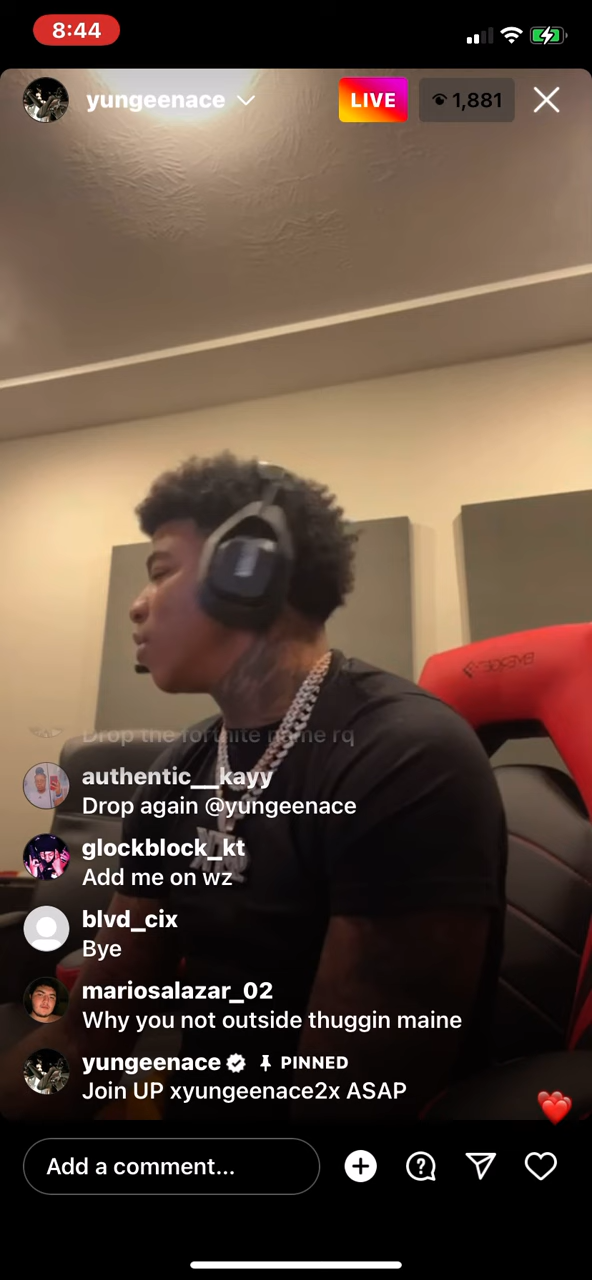 8:44
yungeenace
LIVE
1,881
Drop the fortnite name rq
authentic__kayy
Drop again @yungeenace
glockblock_kt
Add me on wz
blvd_cix
Bye
mariosalazar_02
Why you not outside thuggin maine
yungeenace PINNED
Join UP xyungeenace2x ASAP
Add a comment...